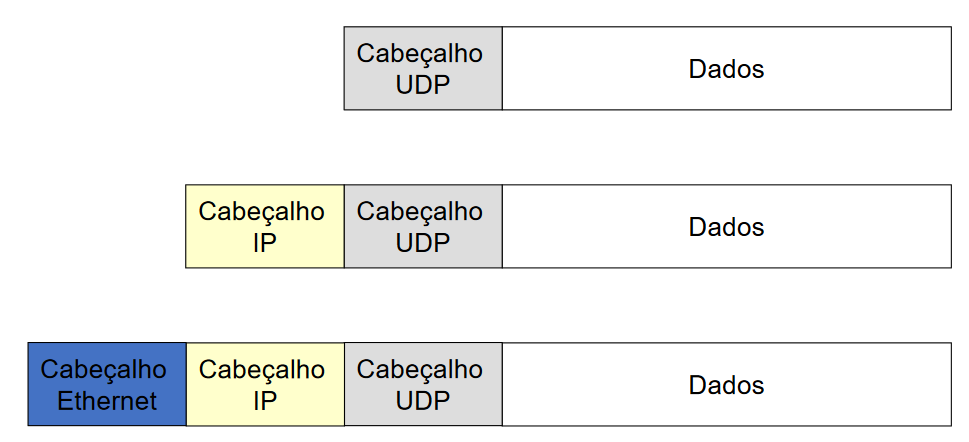 Cabeçalho
UDP
Dados
Cabeçalho
IP
Cabeçalho
UDP
Dados
Cabeçalho
Ethernet
Cabeçalho
IP
Cabeçalho
UDP
Dados